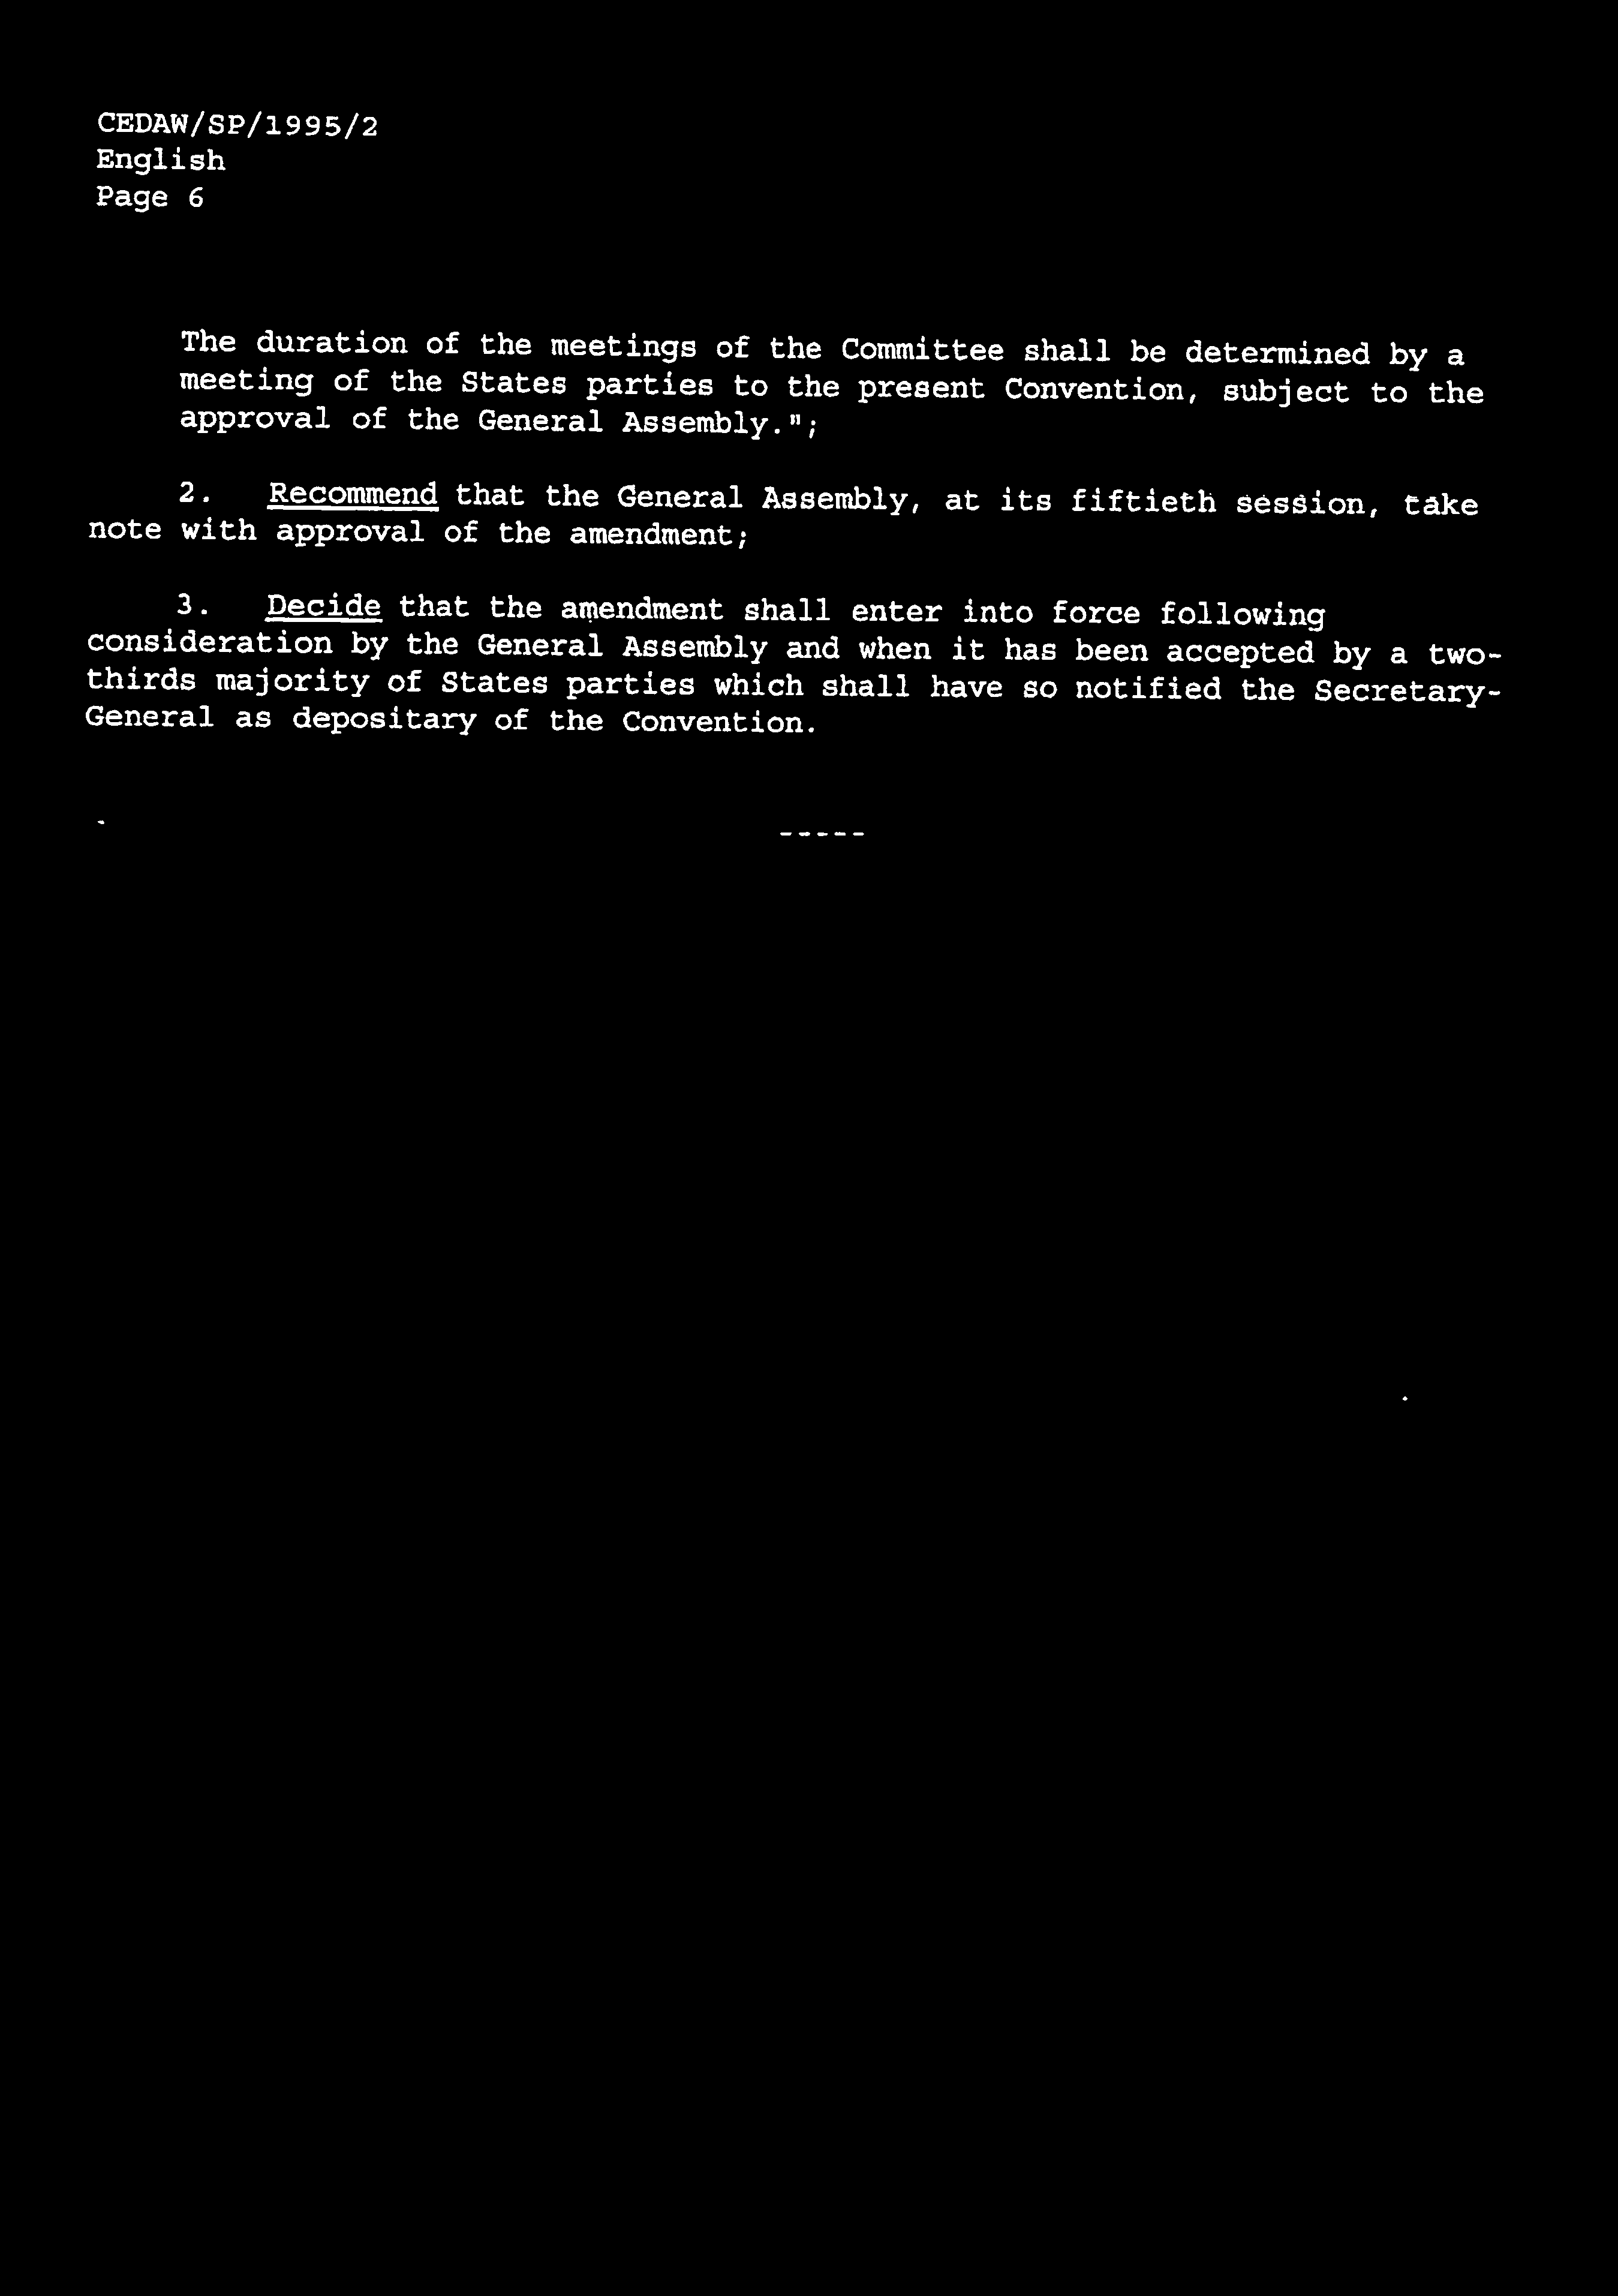 CEDAW/SP/1995/2
English
Page 6
The duration of the meetings of the Committee shall be determined by a
meeting of the States parties to the present Convention, subject to the
approval of the General Assembly.";
2. Recommend that the General Assembly, at its fiftieth session, take
note with approval of the amendment;
3. Decide that the amendment shall enter into force following
consideration by the General Assembly and when it has been accepted by a two-
thirds majority of States parties which shall have so notified the Secretary-
General as depositary of the Convention.
-----